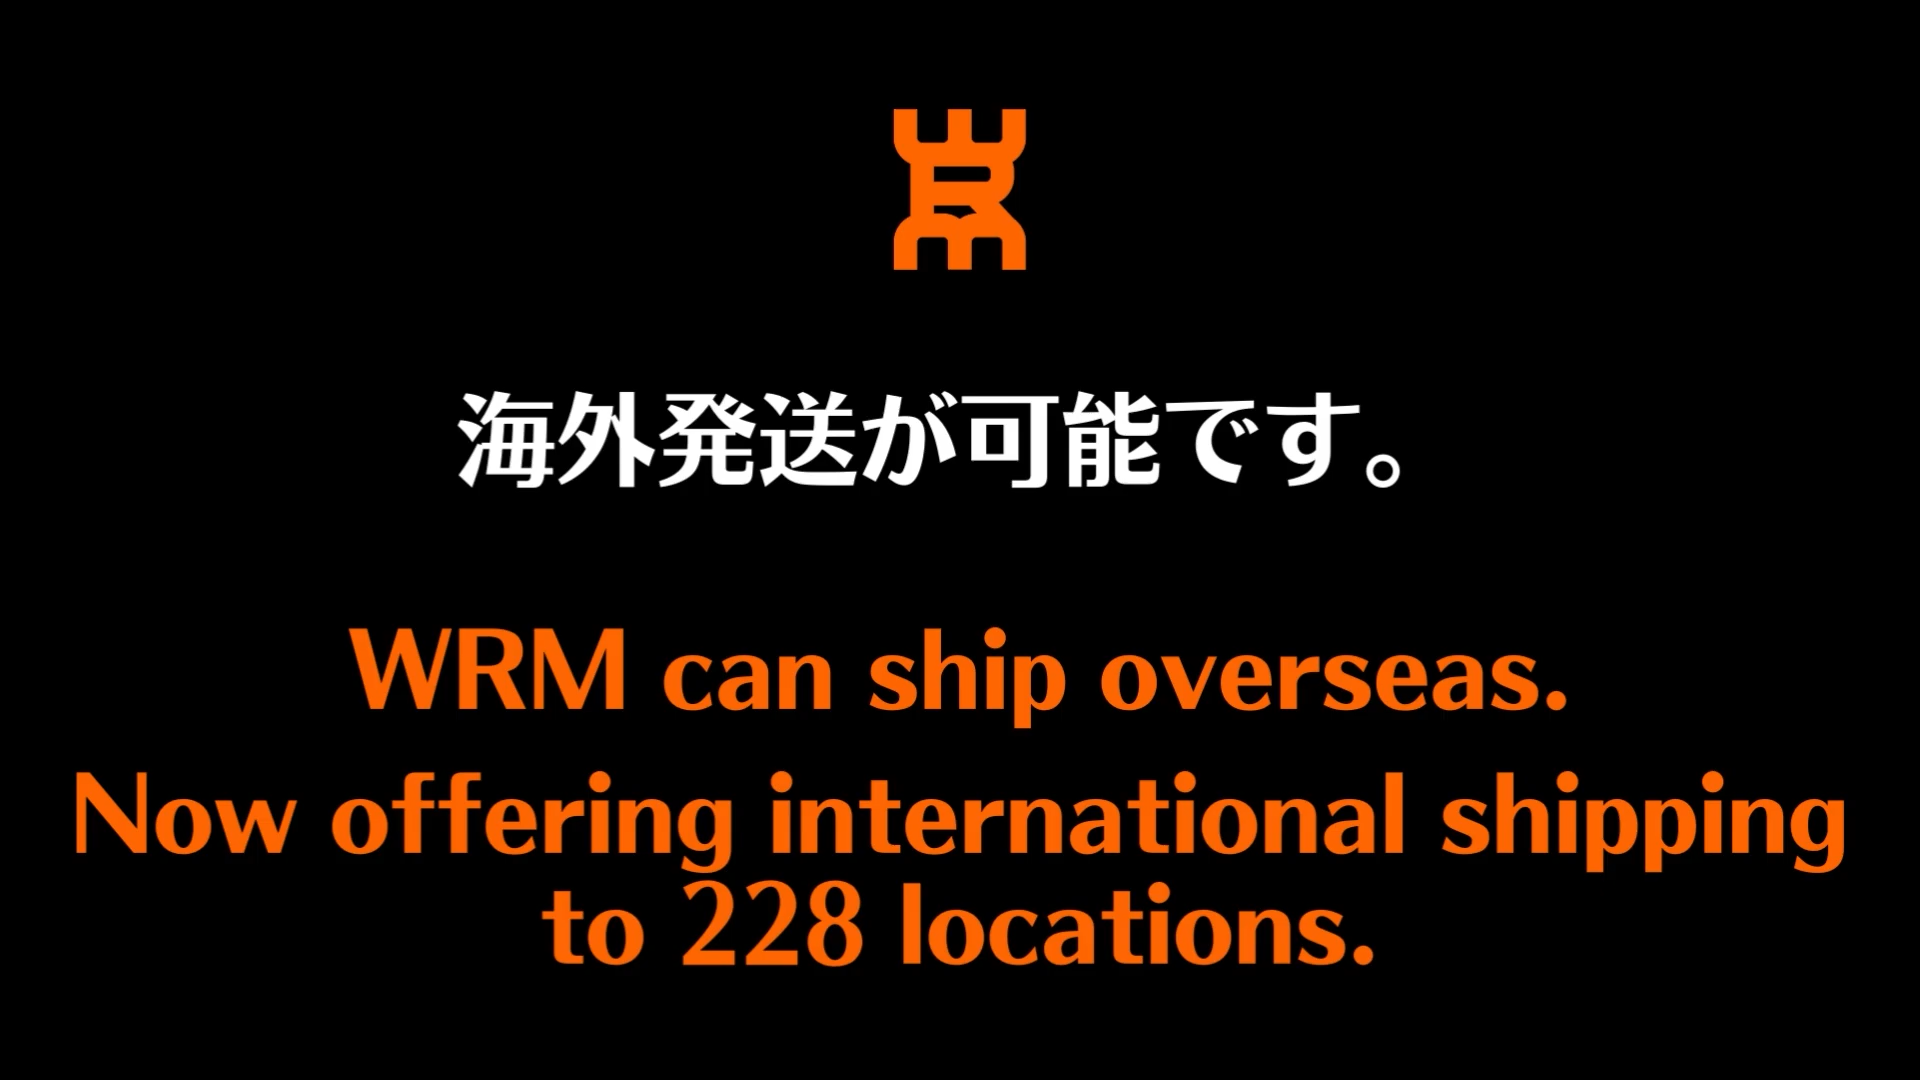 海外発送が可能です。
WRM can ship overseas.
Now offering international shipping
to 228 locations.